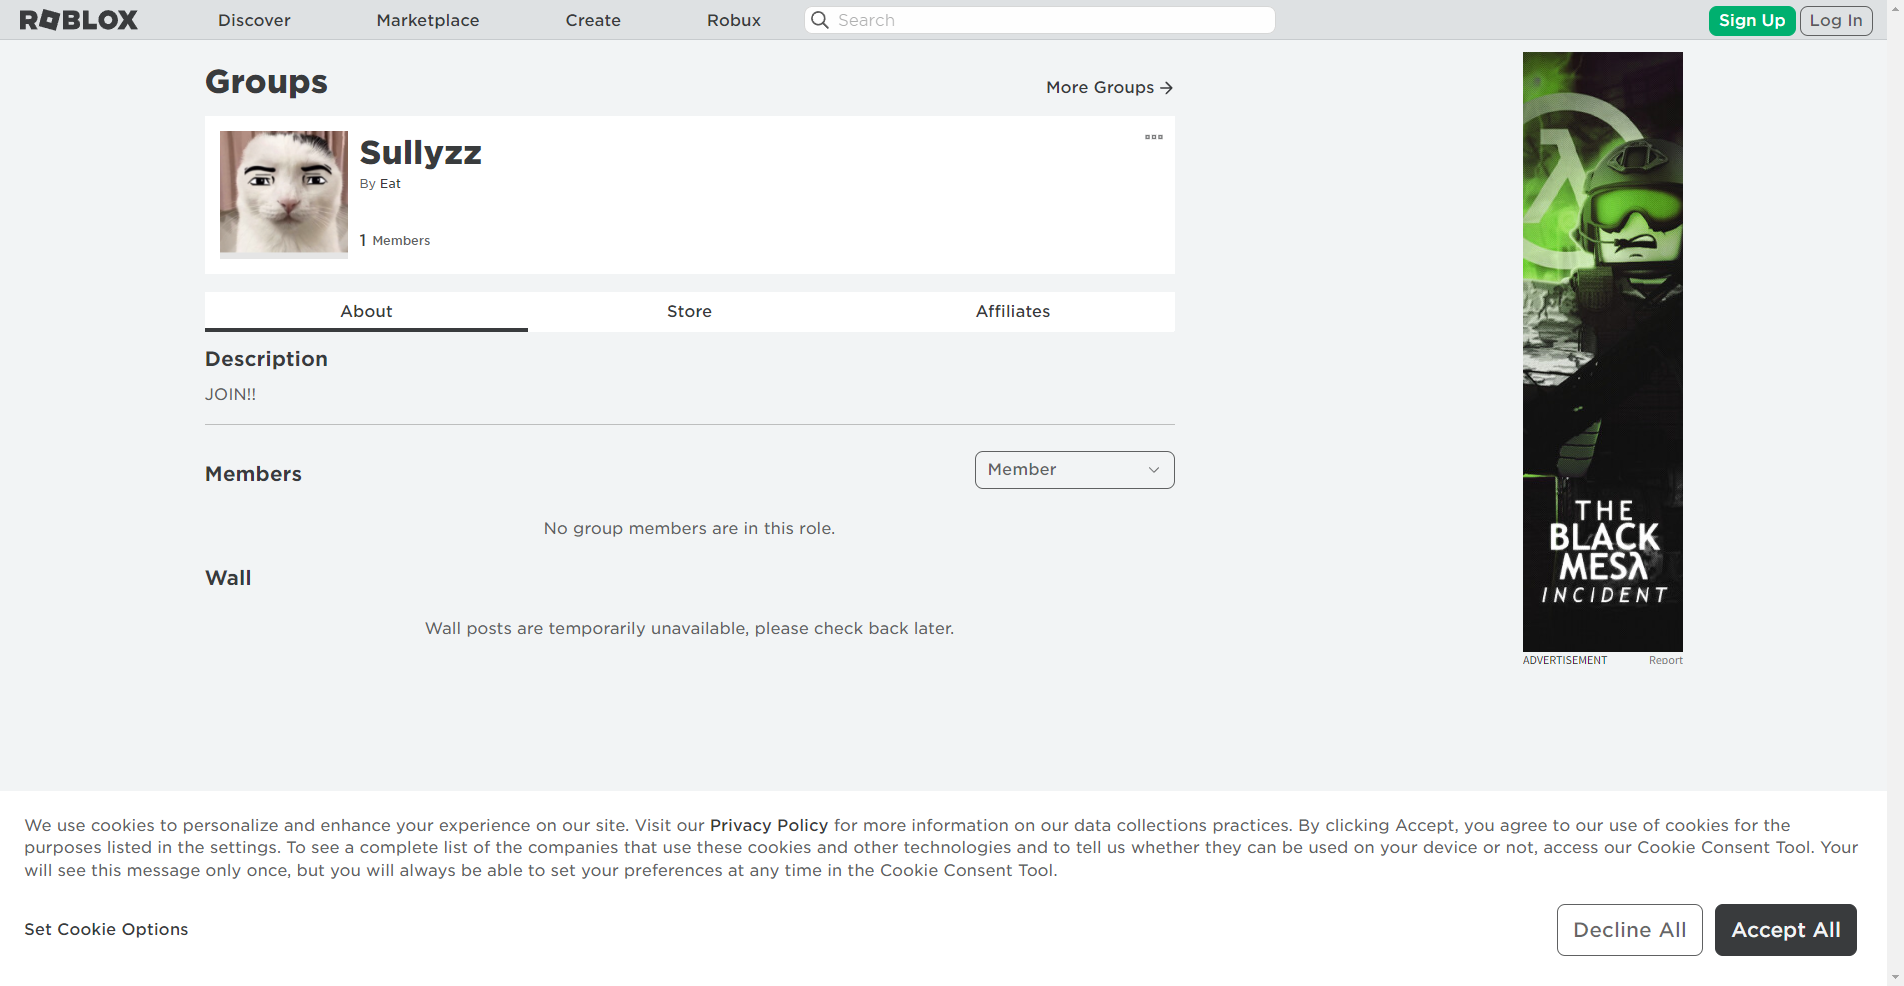 ROBLOX Discover Marketplace Create Robux Search Sign Up Log In
Groups
More Groups →
Sullyzz
By Eat
1 Members
About Store Affiliates
Description
JOIN!!
Members
Member
No group members are in this role.
Wall
Wall posts are temporarily unavailable, please check back later.
THE
BLACK
MESλ
INCIDENT
ADVERTISEMENT Report
We use cookies to personalize and enhance your experience on our site. Visit our Privacy Policy for more information on our data collections practices. By clicking Accept, you agree to our use of cookies for the
purposes listed in the settings. To see a complete list of the companies that use these cookies and other technologies and to tell us whether they can be used on your device or not, access our Cookie Consent Tool. Your
will see this message only once, but you will always be able to set your preferences at any time in the Cookie Consent Tool.
Set Cookie Options
Decline All
Accept All